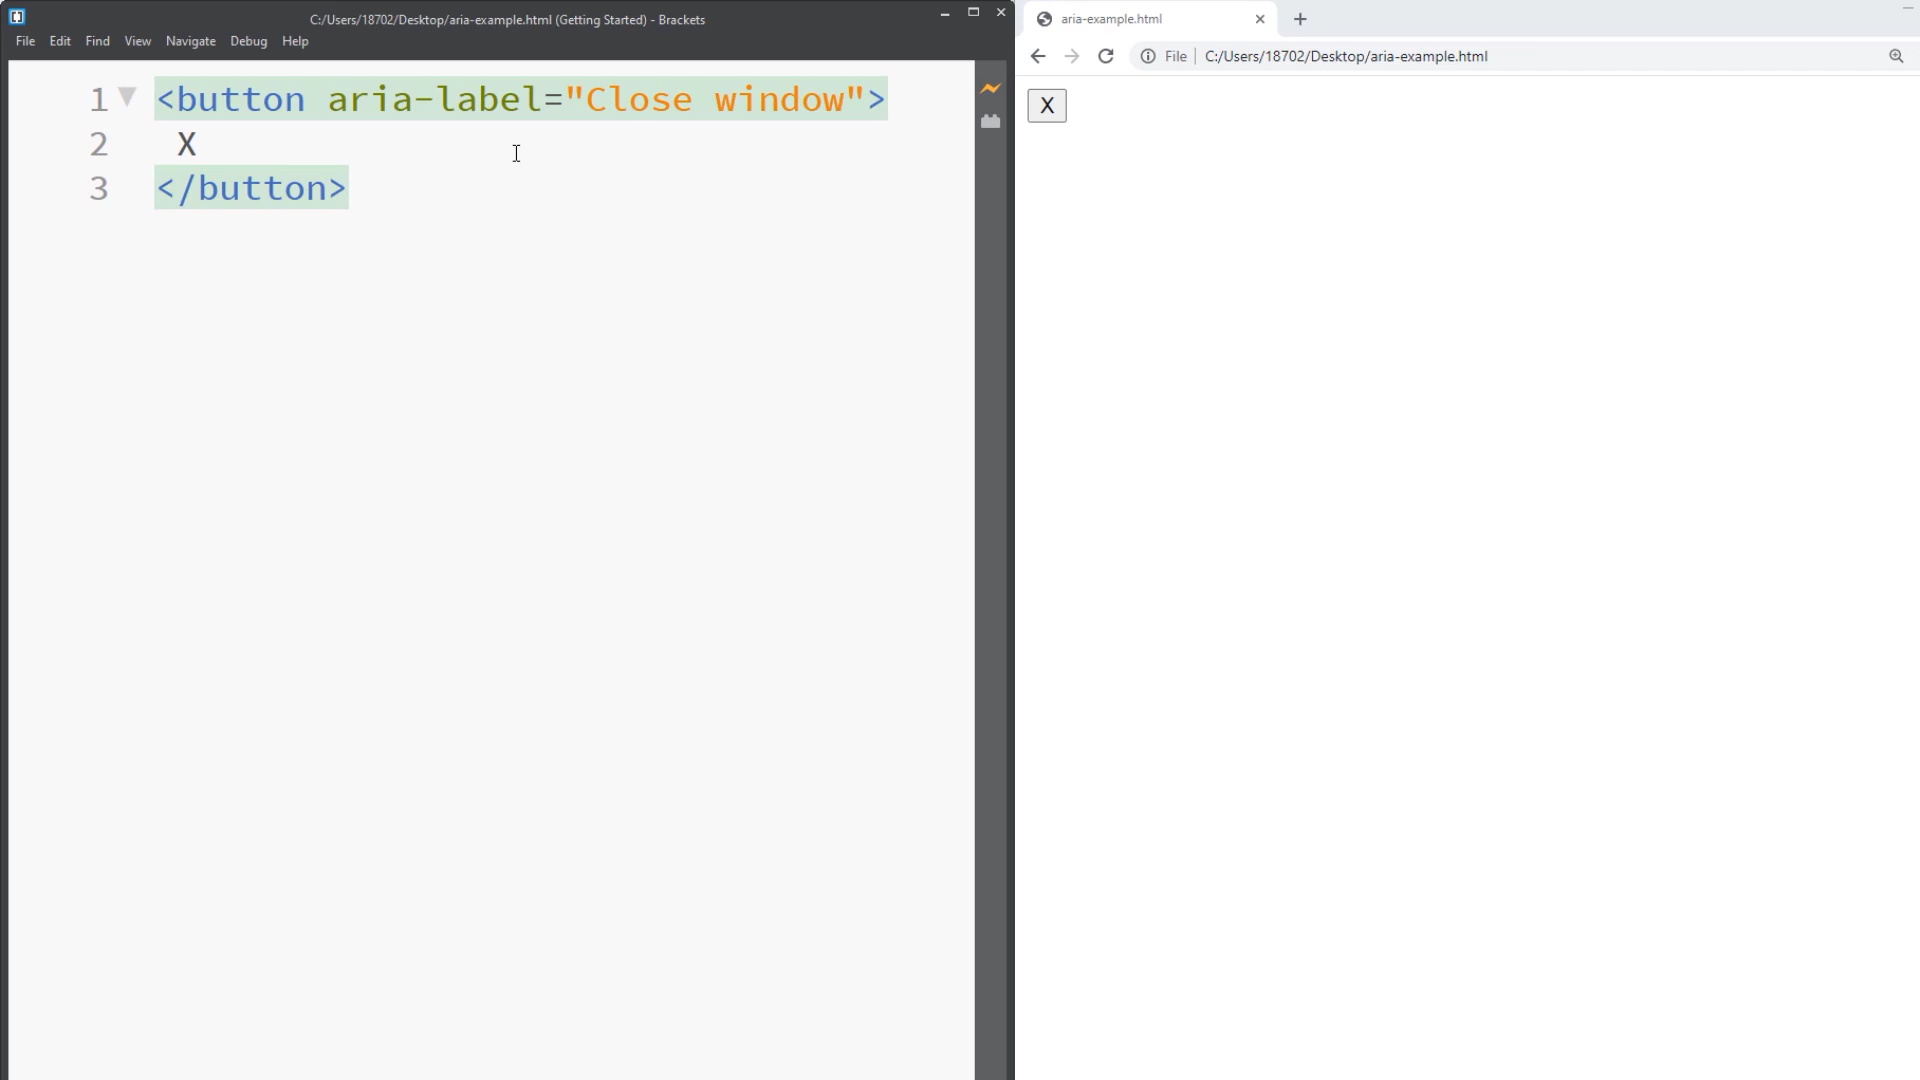 C:/Users/18702/Desktop/aria-example.html (Getting Started) - Brackets
File Edit Find View Navigate Debug Help
1 <button aria-label="Close window">
2 X
3 </button>
aria-example.html
File C:/Users/18702/Desktop/aria-example.html
X